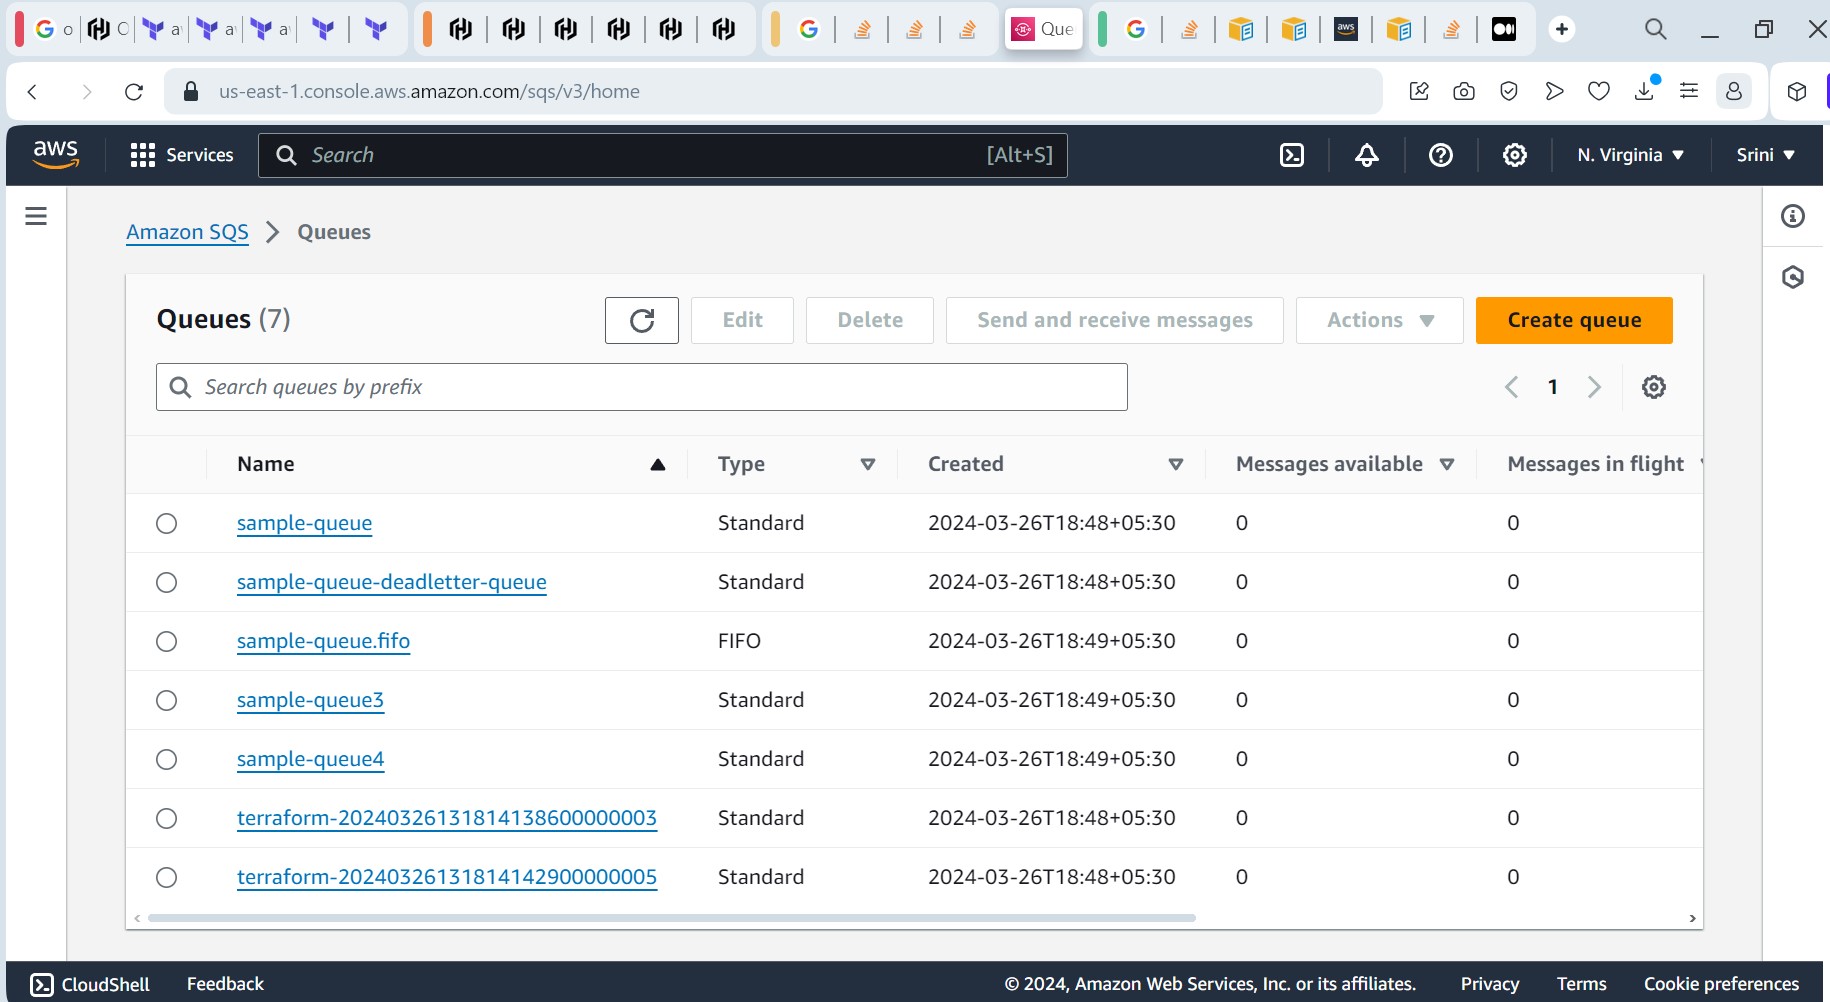 o
O
a
a
a
Que
us-east-1.console.aws.amazon.com/sqs/v3/home
aws Services Search [Alt+S] N. Virginia Srini
Amazon SQS > Queues
Queues (7) Edit Delete Send and receive messages Actions Create queue
Search queues by prefix 1
Name Type Created Messages available Messages in flight
sample-queue Standard 2024-03-26T18:48+05:30 0 0
sample-queue-deadletter-queue Standard 2024-03-26T18:48+05:30 0 0
sample-queue.fifo FIFO 2024-03-26T18:49+05:30 0 0
sample-queue3 Standard 2024-03-26T18:49+05:30 0 0
sample-queue4 Standard 2024-03-26T18:49+05:30 0 0
terraform-20240326131814138600000003 Standard 2024-03-26T18:48+05:30 0 0
terraform-20240326131814142900000005 Standard 2024-03-26T18:48+05:30 0 0
CloudShell Feedback © 2024, Amazon Web Services, Inc. or its affiliates. Privacy Terms Cookie preferences